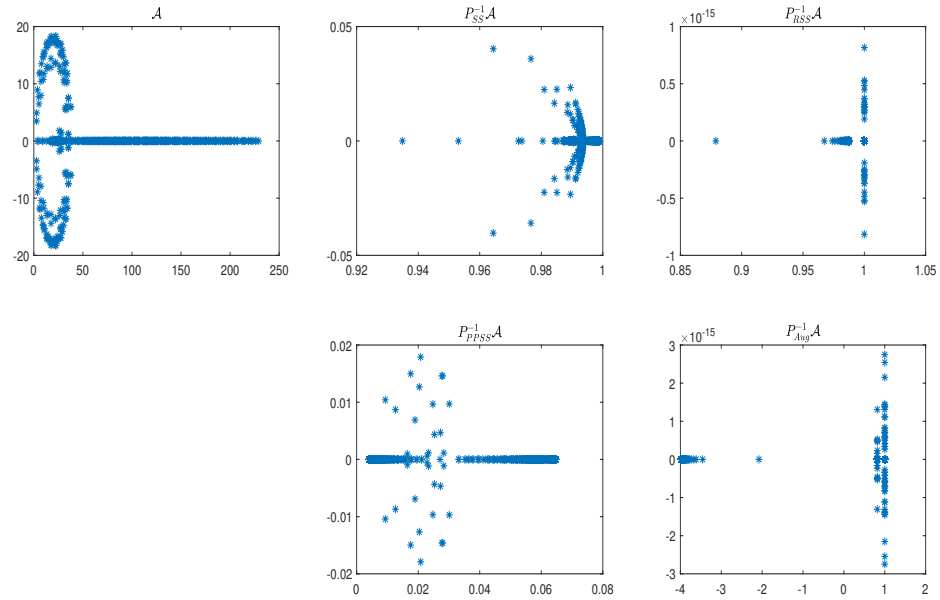 𝒜
P_{SS}^{-1}𝒜
P_{RSS}^{-1}𝒜
20
10
0
-10
-20
0 50 100 150 200 250
0.05
0
-0.05
0.92 0.94 0.96 0.98 1
×10^{-15}
1
0.5
0
-0.5
-1
0.85 0.9 0.95 1 1.05
P_{PPSS}^{-1}𝒜
P_{Aug}^{-1}𝒜
0.02
0.01
0
-0.01
-0.02
0 0.02 0.04 0.06 0.08
×10^{-15}
3
2
1
0
-1
-2
-3
-4 -3 -2 -1 0 1 2